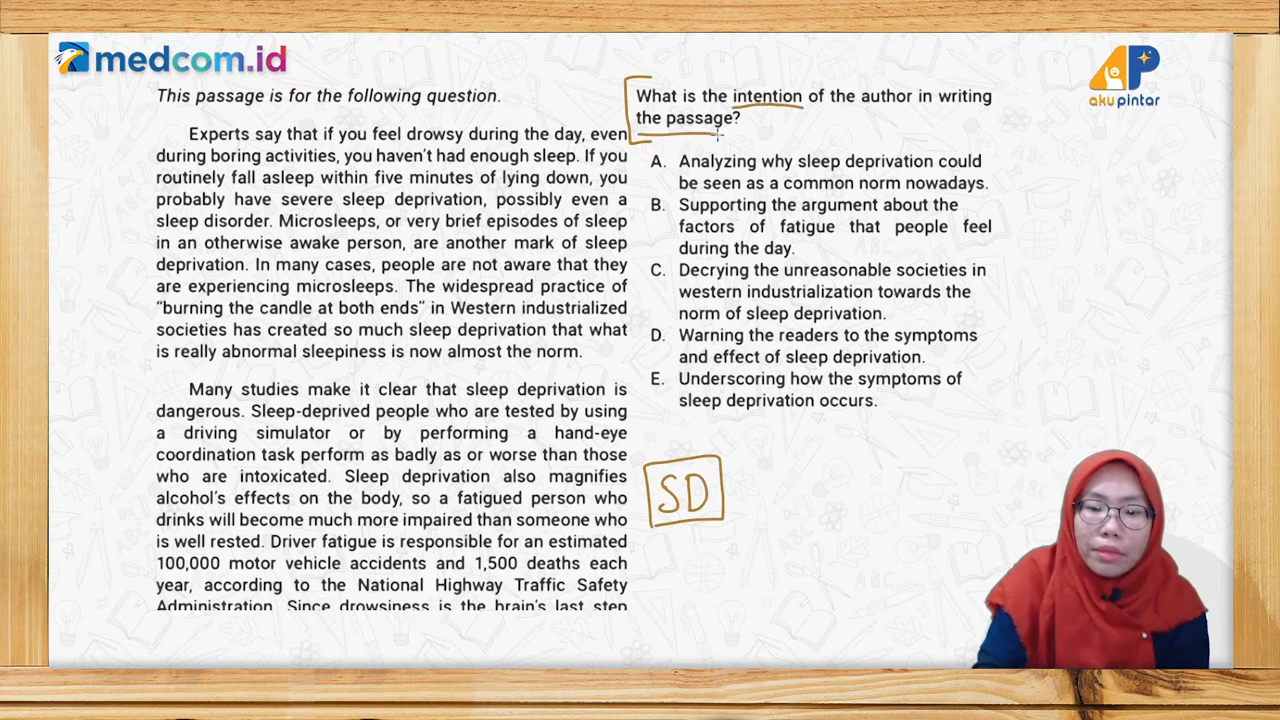 medcom.id
AP
aku pintar
This passage is for the following question.
Experts say that if you feel drowsy during the day, even
during boring activities, you haven't had enough sleep. If you
routinely fall asleep within five minutes of lying down, you
probably have severe sleep deprivation, possibly even a
sleep disorder. Microsleeps, or very brief episodes of sleep
in an otherwise awake person, are another mark of sleep
deprivation. In many cases, people are not aware that they
are experiencing microsleeps. The widespread practice of
“burning the candle at both ends” in Western industrialized
societies has created so much sleep deprivation that what
is really abnormal sleepiness is now almost the norm.
Many studies make it clear that sleep deprivation is
dangerous. Sleep-deprived people who are tested by using
a driving simulator or by performing a hand-eye
coordination task perform as badly as or worse than those
who are intoxicated. Sleep deprivation also magnifies
alcohol's effects on the body, so a fatigued person who
drinks will become much more impaired than someone who
is well rested. Driver fatigue is responsible for an estimated
100,000 motor vehicle accidents and 1,500 deaths each
year, according to the National Highway Traffic Safety
Administration. Since drowsiness is the brain's last step
What is the intention of the author in writing
the passage?
A. Analyzing why sleep deprivation could
be seen as a common norm nowadays.
B. Supporting the argument about the
factors of fatigue that people feel
during the day.
C. Decrying the unreasonable societies in
western industrialization towards the
norm of sleep deprivation.
D. Warning the readers to the symptoms
and effect of sleep deprivation.
E. Underscoring how the symptoms of
sleep deprivation occurs.
SD